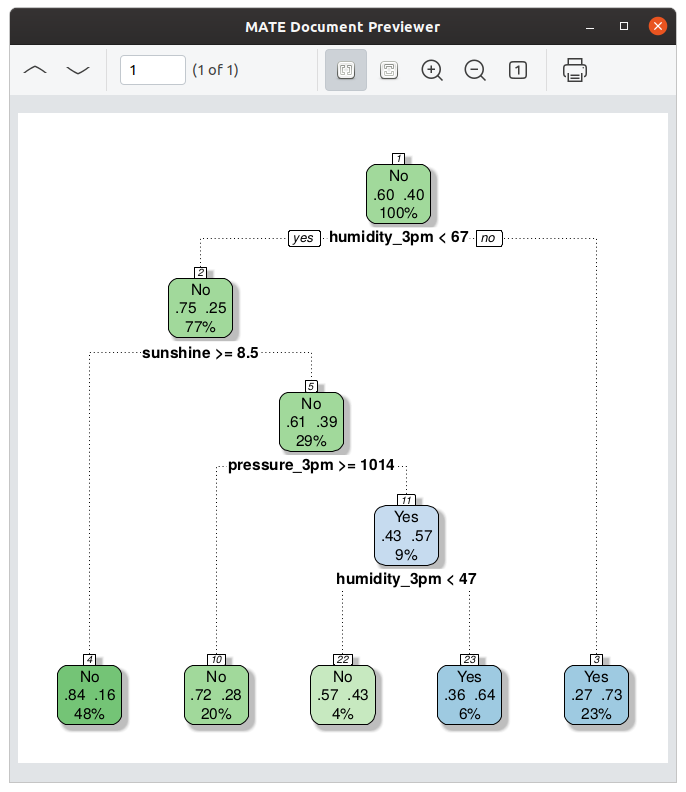 MATE Document Previewer
1 (1 of 1) 1
1
No
.60 .40
100%
yes humidity_3pm < 67 no
2
No
.75 .25
77%
sunshine >= 8.5
5
No
.61 .39
29%
pressure_3pm >= 1014
11
Yes
.43 .57
9%
humidity_3pm < 47
4
No
.84 .16
48%
10
No
.72 .28
20%
22
No
.57 .43
4%
23
Yes
.36 .64
6%
3
Yes
.27 .73
23%